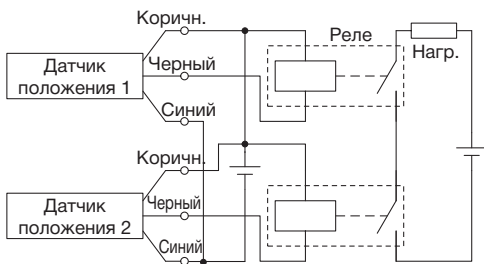 Коричн.
Реле
Датчик
положения 1
Черный
Нагр.
Синий
Коричн.
Датчик
положения 2
Черный
Синий